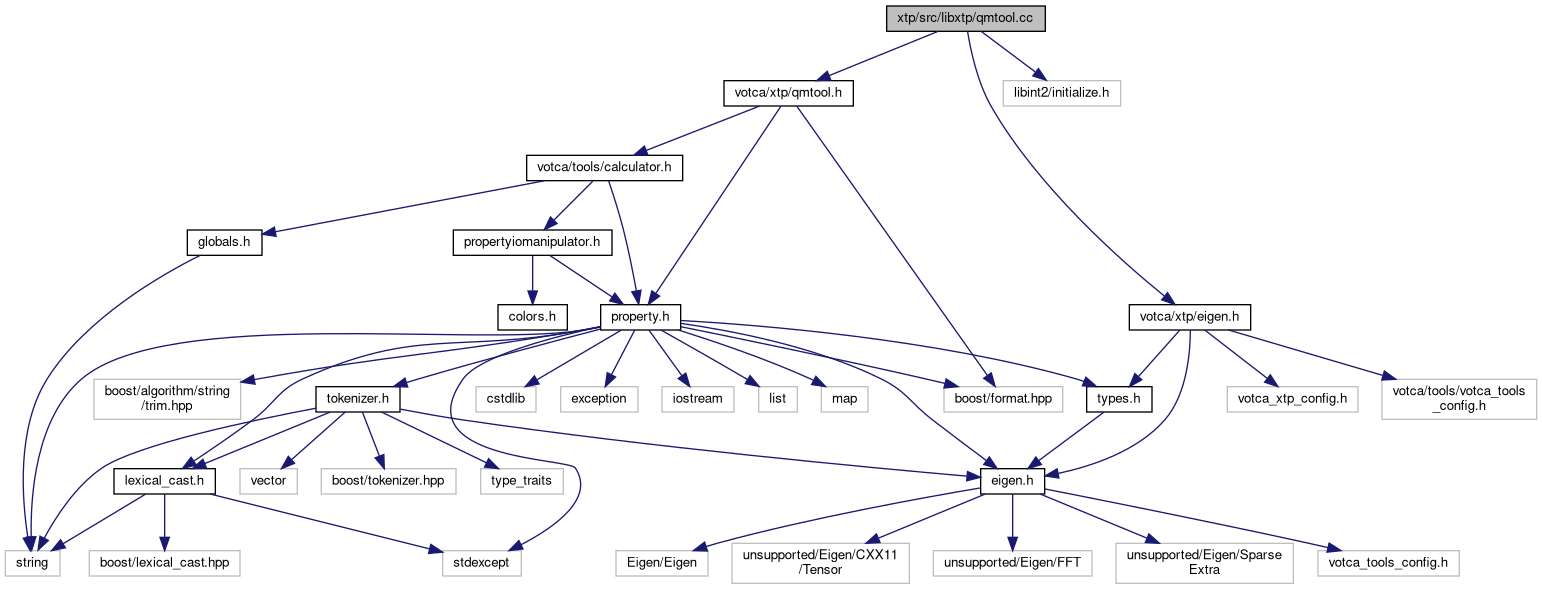 xtp/src/libxtp/qmtool.cc
votca/xtp/qmtool.h
libint2/initialize.h
votca/tools/calculator.h
globals.h
propertyiomanipulator.h
colors.h
property.h
votca/xtp/eigen.h
boost/algorithm/string
/trim.hpp
tokenizer.h
cstdlib
exception
iostream
list
map
boost/format.hpp
types.h
votca_xtp_config.h
votca/tools/votca_tools
_config.h
lexical_cast.h
vector
boost/tokenizer.hpp
type_traits
eigen.h
string
boost/lexical_cast.hpp
stdexcept
Eigen/Eigen
unsupported/Eigen/CXX11
/Tensor
unsupported/Eigen/FFT
unsupported/Eigen/Sparse
Extra
votca_tools_config.h